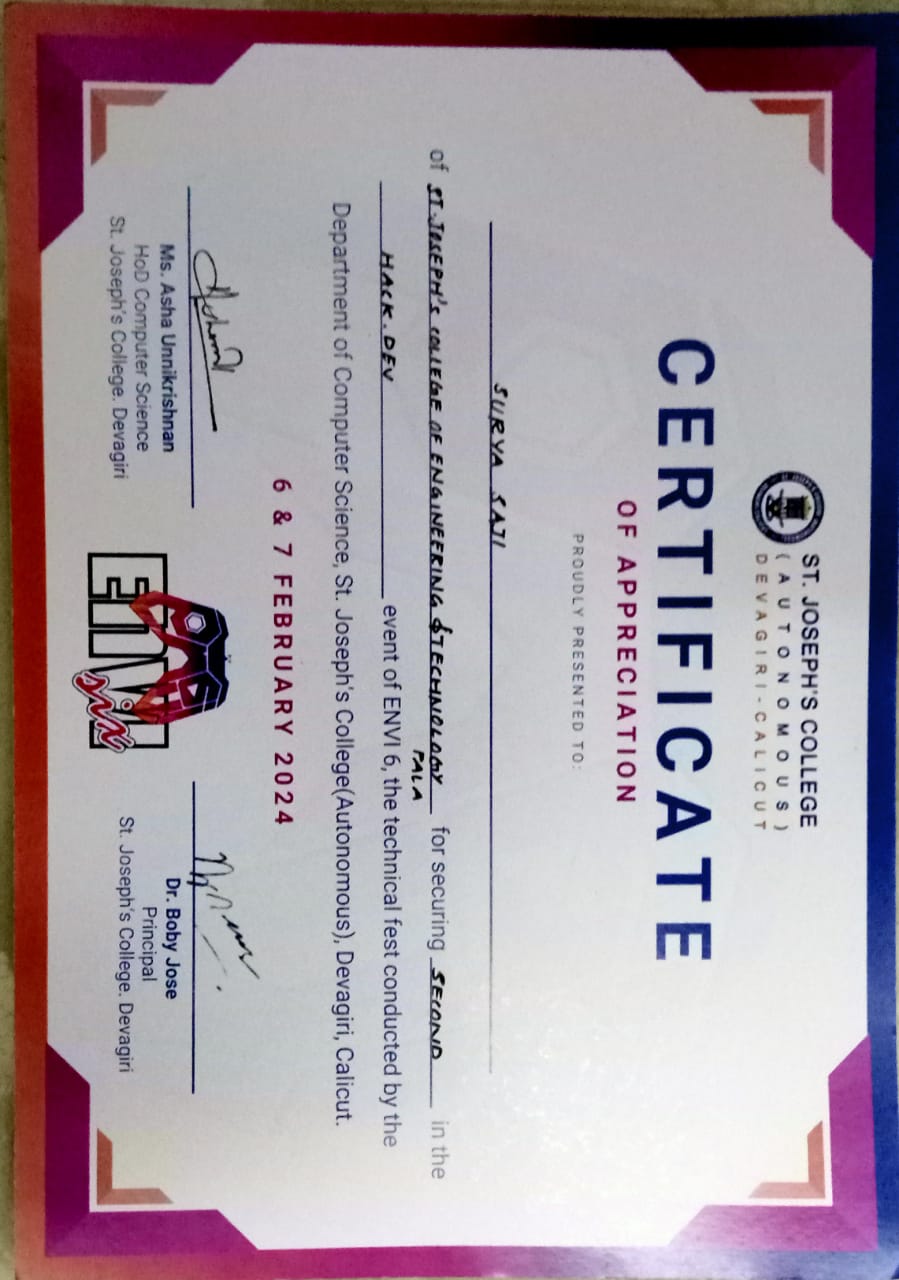 ST. JOSEPH'S COLLEGE
(AUTONOMOUS)
DEVAGIRI-CALICUT
CERTIFICATE
OF APPRECIATION
PROUDLY PRESENTED TO:
SURYA SAJI
of ST. JOSEPH'S COLLEGE OF ENGINEERING & TECHNOLOGY for securing SECOND in the
PALA
HACK.DEV event of ENVI 6, the technical fest conducted by the
Department of Computer Science, St. Joseph's College(Autonomous), Devagiri, Calicut.
6 & 7 FEBRUARY 2024
Ms. Asha Unnikrishnan
HoD Computer Science
St. Joseph's College. Devagiri
EnVI
six
Dr. Boby Jose
Principal
St. Joseph's College. Devagiri